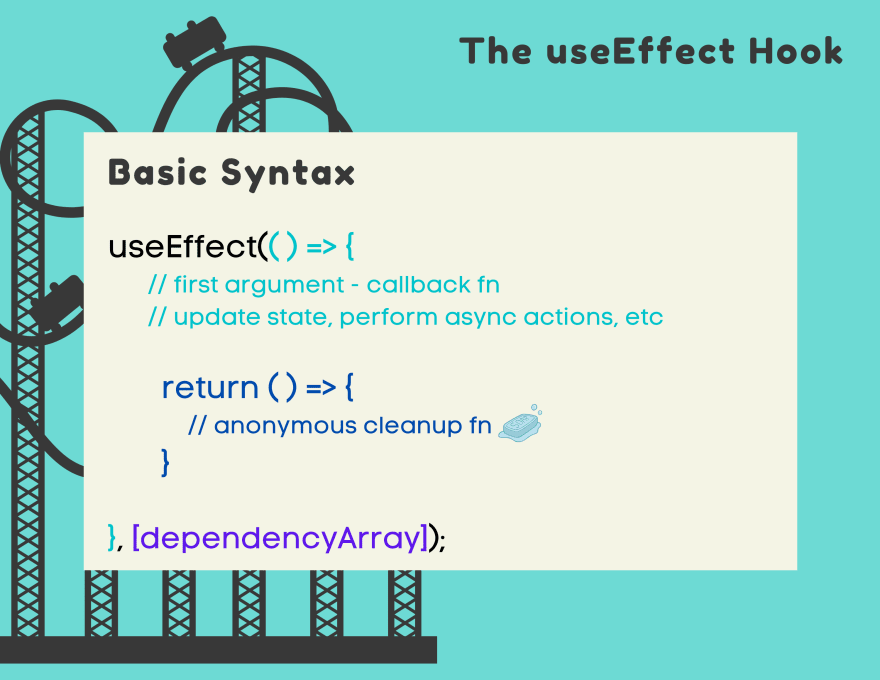 The useEffect Hook
Basic Syntax
useEffect(( ) => {
// first argument - callback fn
// update state, perform async actions, etc
return ( ) => {
// anonymous cleanup fn
}
}, [dependencyArray]);